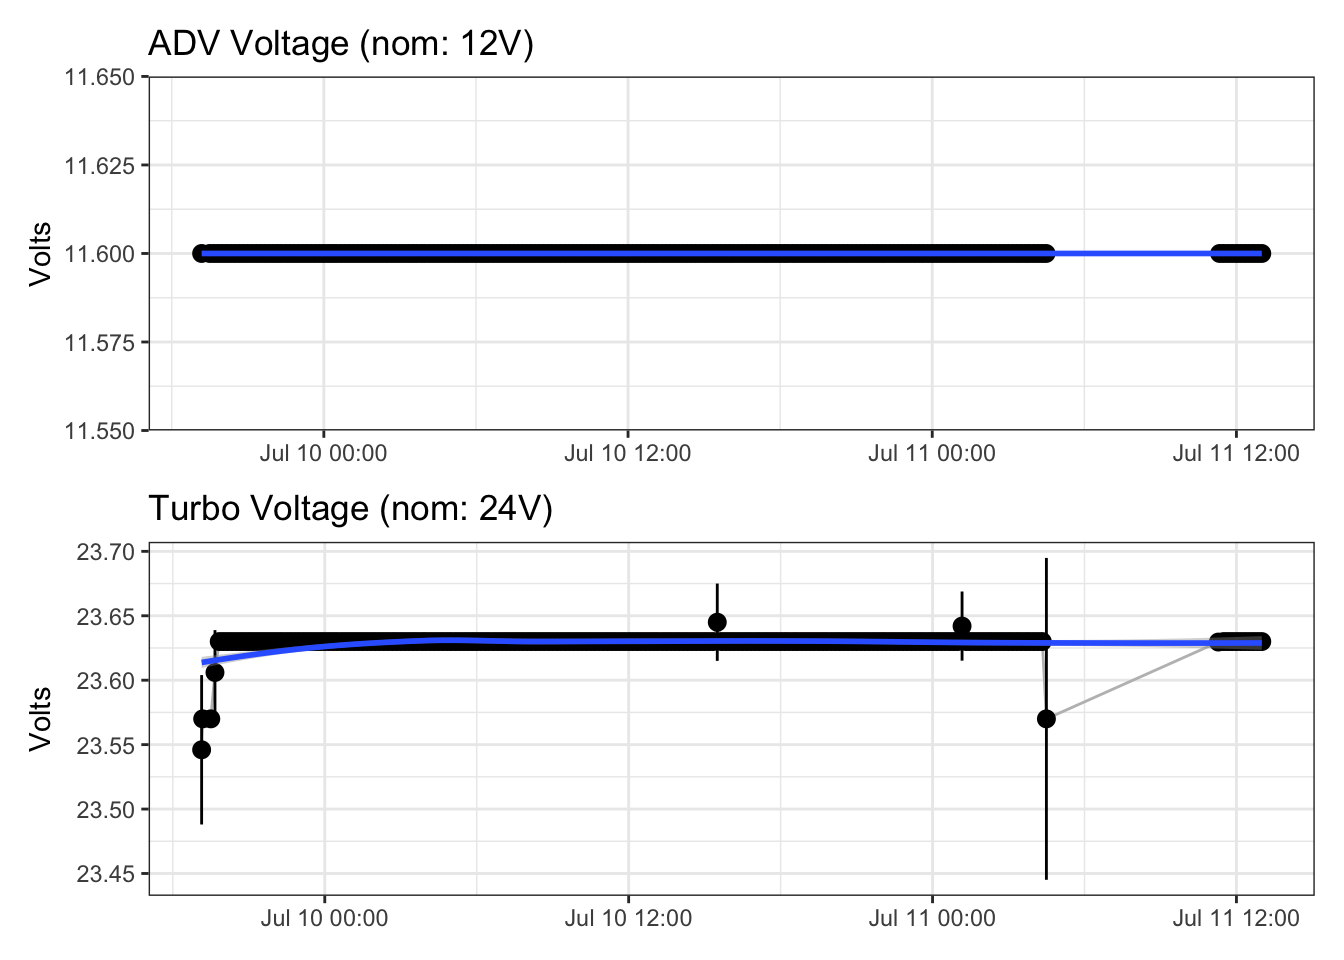 ADV Voltage (nom: 12V)
11.650
11.625
11.600
11.575
11.550
Volts
Jul 10 00:00 Jul 10 12:00 Jul 11 00:00 Jul 11 12:00
Turbo Voltage (nom: 24V)
23.70
23.65
23.60
23.55
23.50
23.45
Volts
Jul 10 00:00 Jul 10 12:00 Jul 11 00:00 Jul 11 12:00